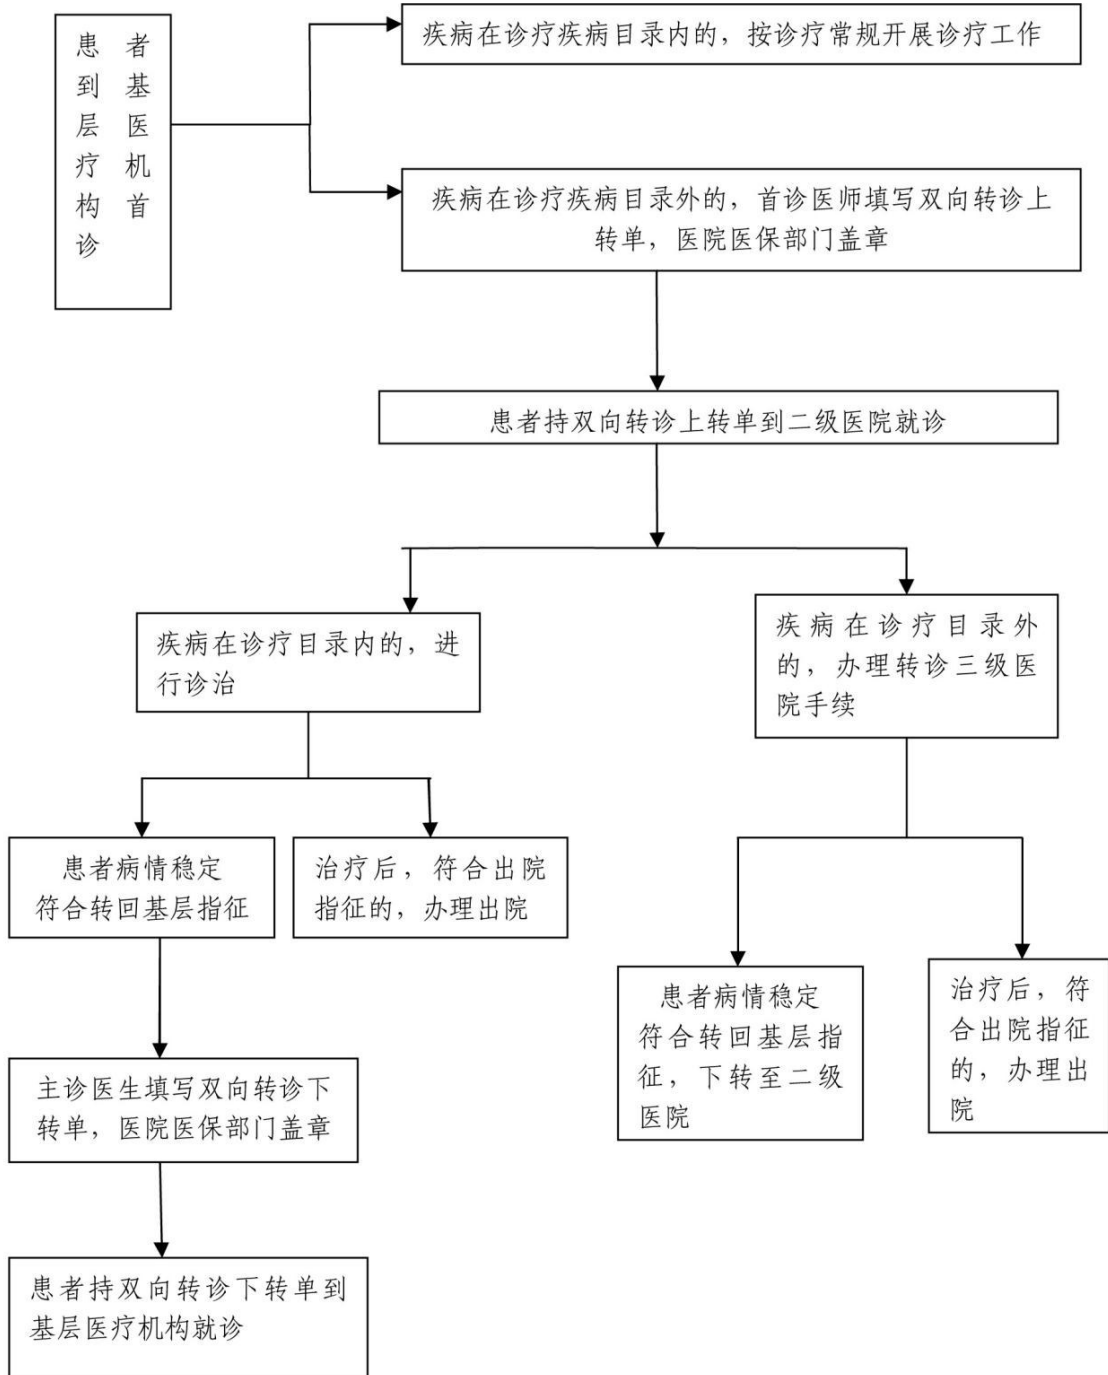 患者
到基
层医
疗机
构首
诊
疾病在诊疗疾病目录内的，按诊疗常规开展诊疗工作
疾病在诊疗疾病目录外的，首诊医师填写双向转诊上
转单，医院医保部门盖章
患者持双向转诊上转单到二级医院就诊
疾病在诊疗目录内的，进
行诊治
疾病在诊疗目录外
的，办理转诊三级医
院手续
患者病情稳定
符合转回基层指征
治疗后，符合出院
指征的，办理出院
患者病情稳定
符合转回基层指
征，下转至二级
医院
治疗后，符
合出院指征
的，办理出
院
主诊医生填写双向转诊下
转单，医院医保部门盖章
患者持双向转诊下转单到
基层医疗机构就诊